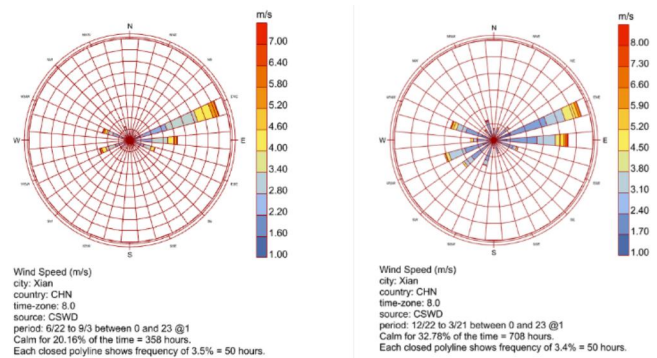 m/s
7.00
6.40
5.80
5.20
4.60
4.00
3.40
2.80
2.20
1.60
1.00
N
W
E
S
Wind Speed (m/s)
city: Xian
country: CHN
time-zone: 8.0
source: CSWD
period: 6/22 to 9/3 between 0 and 23 @1
Calm for 20.16% of the time = 358 hours.
Each closed polyline shows frequency of 3.5% = 50 hours.
m/s
8.00
7.30
6.60
5.90
5.20
4.50
3.80
3.10
2.40
1.70
1.00
N
W
E
S
Wind Speed (m/s)
city: Xian
country: CHN
time-zone: 8.0
source: CSWD
period: 12/22 to 3/21 between 0 and 23 @1
Calm for 32.78% of the time = 708 hours.
Each closed polyline shows frequency of 3.4% = 50 hours.